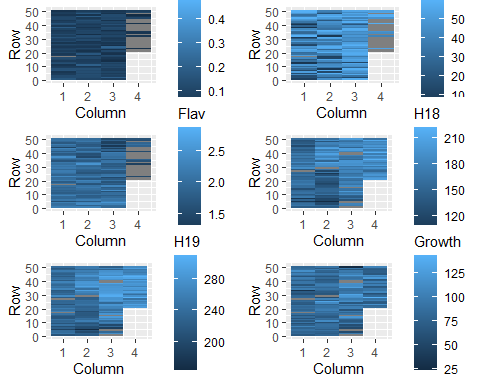 50
40
30
20
10
0
Row
1 2 3 4
Column
0.4
0.3
0.2
0.1
50
40
30
20
10
0
Row
1 2 3 4
Column
50
40
30
20
10
Flav
50
40
30
20
10
0
Row
1 2 3 4
Column
2.5
2.0
1.5
H18
50
40
30
20
10
0
Row
1 2 3 4
Column
210
180
150
120
H19
50
40
30
20
10
0
Row
1 2 3 4
Column
280
240
200
Growth
50
40
30
20
10
0
Row
1 2 3 4
Column
125
100
75
50
25